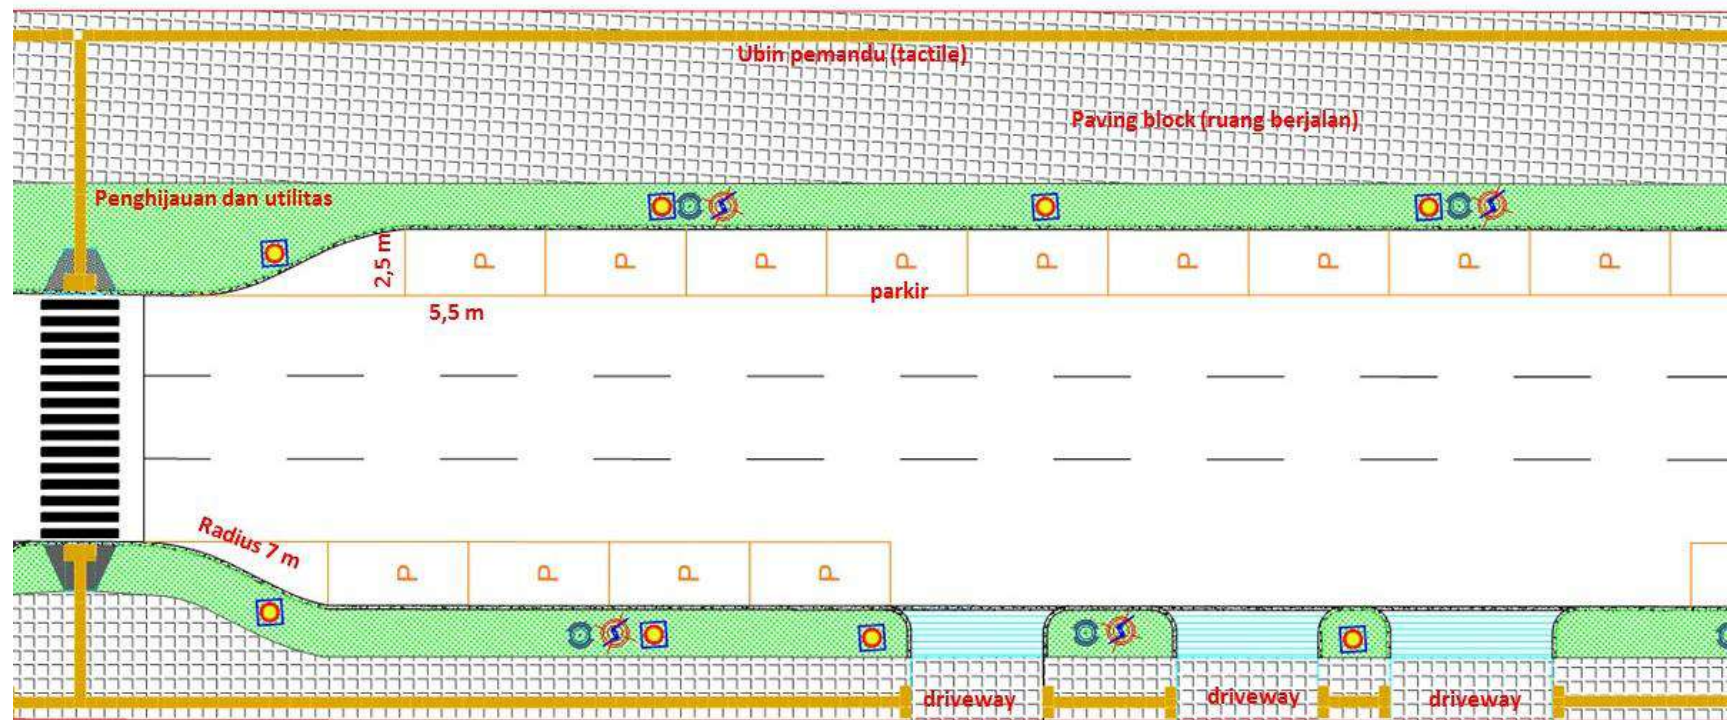 Ubin pemandu (tactile)
Paving block (ruang berjalan)
Penghijauan dan utilitas
2,5 m
P P P P P P P P P
parkir
5,5 m
Radius 7 m
P P P P
driveway driveway driveway